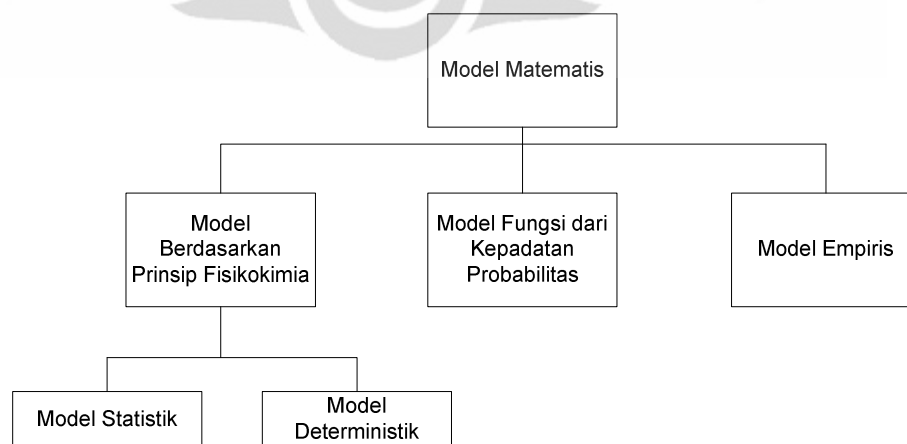 Model Matematis
Model
Berdasarkan
Prinsip Fisikokimia
Model Fungsi dari
Kepadatan
Probabilitas
Model Empiris
Model Statistik
Model
Deterministik